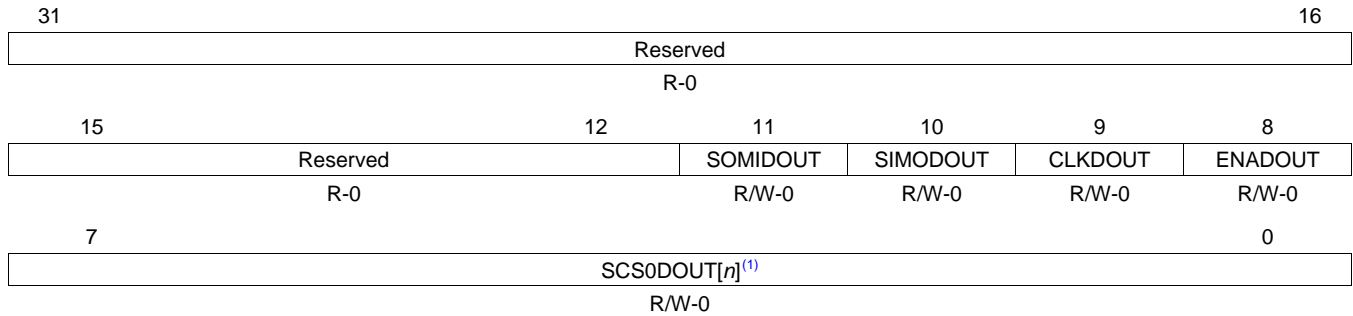 31 16
Reserved
R-0
15 12 11 10 9 8
Reserved SOMIDOUT SIMODOUT CLKDOUT ENADOUT
R-0 R/W-0 R/W-0 R/W-0 R/W-0
7 0
SCS0DOUT[n](1)
R/W-0